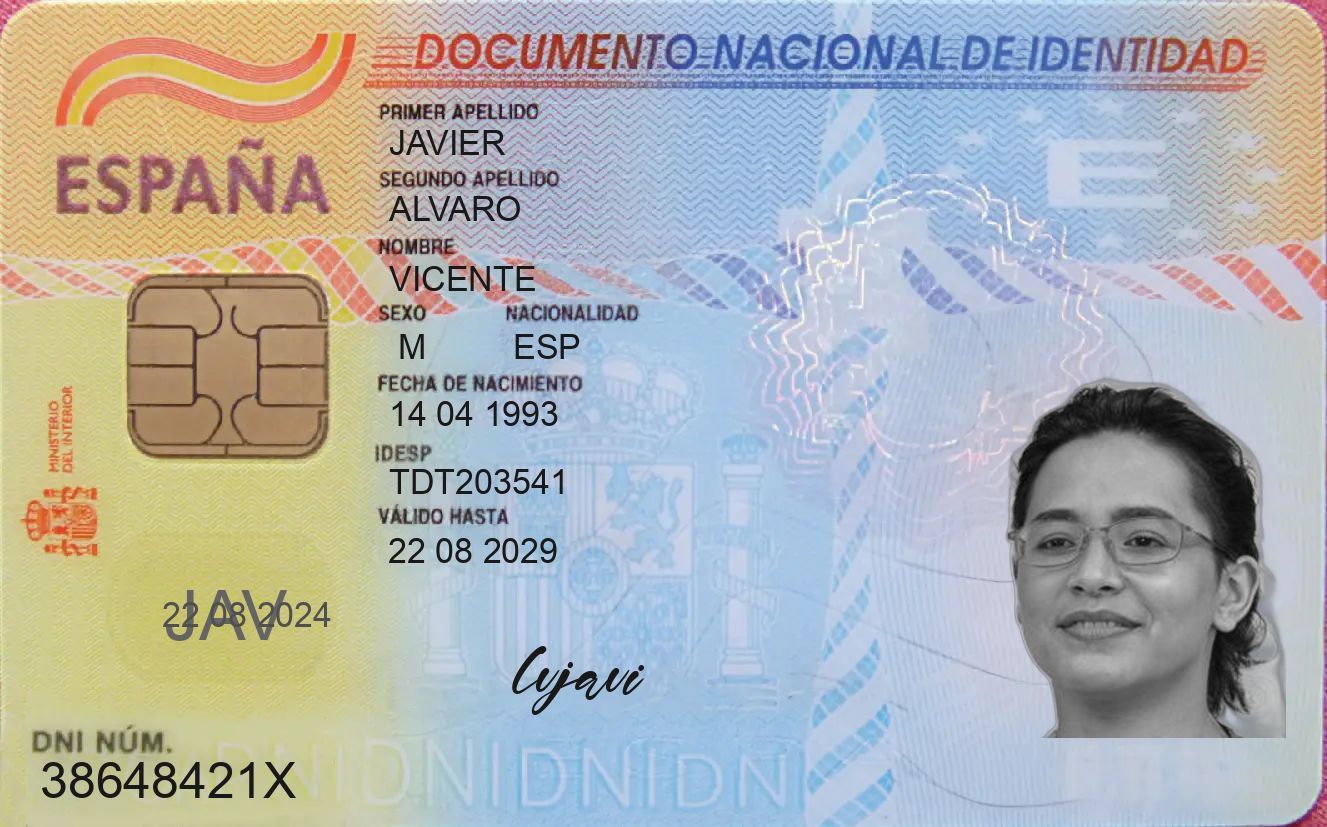 DOCUMENTO NACIONAL DE IDENTIDAD
ESPAÑA
PRIMER APELLIDO
JAVIER
SEGUNDO APELLIDO
ALVARO
NOMBRE
VICENTE
SEXO NACIONALIDAD
M ESP
FECHA DE NACIMIENTO
14 04 1993
IDESP
TDT203541
VÁLIDO HASTA
22 08 2029
MINISTERIO
DEL INTERIOR
E
JAV
22 08 2024
Cyjavi
DNI NÚM.
38648421X
DNIDNIDNIDNI